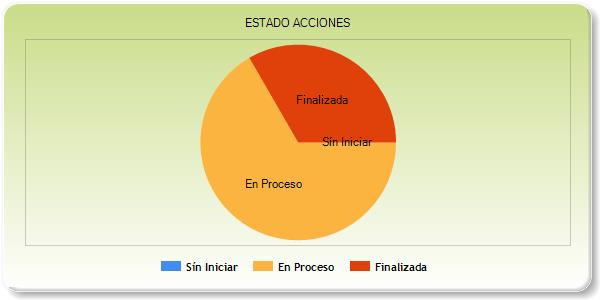 ESTADO ACCIONES
Finalizada
Sín Iniciar
En Proceso
Sín Iniciar En Proceso Finalizada